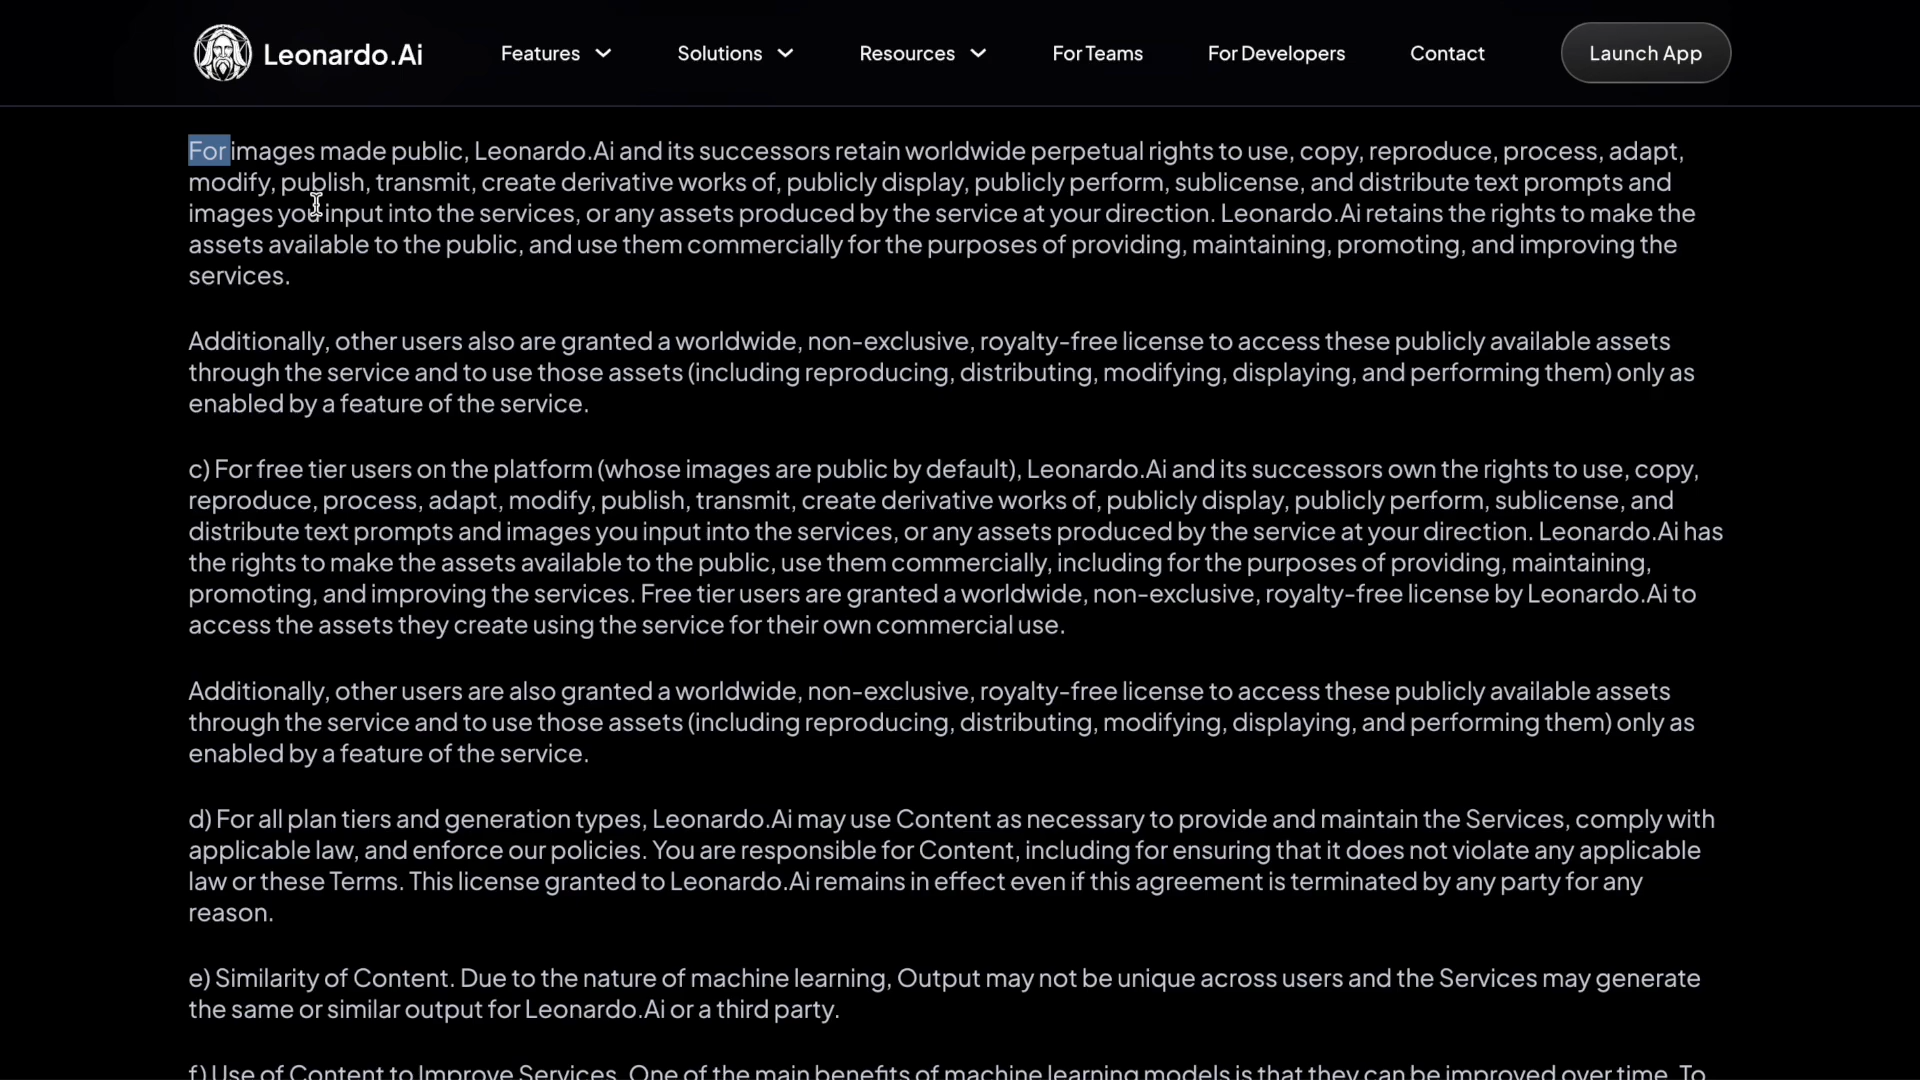 Leonardo.Ai
Features
Solutions
Resources
For Teams
For Developers
Contact
Launch App
For images made public, Leonardo.Ai and its successors retain worldwide perpetual rights to use, copy, reproduce, process, adapt,
modify, publish, transmit, create derivative works of, publicly display, publicly perform, sublicense, and distribute text prompts and
images you input into the services, or any assets produced by the service at your direction. Leonardo.Ai retains the rights to make the
assets available to the public, and use them commercially for the purposes of providing, maintaining, promoting, and improving the
services.
Additionally, other users also are granted a worldwide, non-exclusive, royalty-free license to access these publicly available assets
through the service and to use those assets (including reproducing, distributing, modifying, displaying, and performing them) only as
enabled by a feature of the service.
c) For free tier users on the platform (whose images are public by default), Leonardo.Ai and its successors own the rights to use, copy,
reproduce, process, adapt, modify, publish, transmit, create derivative works of, publicly display, publicly perform, sublicense, and
distribute text prompts and images you input into the services, or any assets produced by the service at your direction. Leonardo.Ai has
the rights to make the assets available to the public, use them commercially, including for the purposes of providing, maintaining,
promoting, and improving the services. Free tier users are granted a worldwide, non-exclusive, royalty-free license by Leonardo.Ai to
access the assets they create using the service for their own commercial use.
Additionally, other users are also granted a worldwide, non-exclusive, royalty-free license to access these publicly available assets
through the service and to use those assets (including reproducing, distributing, modifying, displaying, and performing them) only as
enabled by a feature of the service.
d) For all plan tiers and generation types, Leonardo.Ai may use Content as necessary to provide and maintain the Services, comply with
applicable law, and enforce our policies. You are responsible for Content, including for ensuring that it does not violate any applicable
law or these Terms. This license granted to Leonardo.Ai remains in effect even if this agreement is terminated by any party for any
reason.
e) Similarity of Content. Due to the nature of machine learning, Output may not be unique across users and the Services may generate
the same or similar output for Leonardo.Ai or a third party.
f) Use of Content to Improve Services. One of the main benefits of machine learning models is that they can be improved over time. To